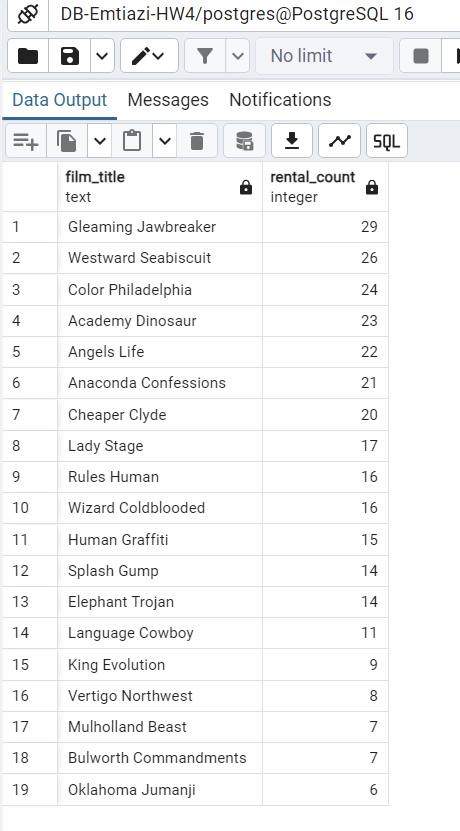 DB-Emtiazi-HW4/postgres@PostgreSQL 16
No limit
Data Output Messages Notifications
SQL
film_title rental_count
text integer
1 Gleaming Jawbreaker 29
2 Westward Seabiscuit 26
3 Color Philadelphia 24
4 Academy Dinosaur 23
5 Angels Life 22
6 Anaconda Confessions 21
7 Cheaper Clyde 20
8 Lady Stage 17
9 Rules Human 16
10 Wizard Coldblooded 16
11 Human Graffiti 15
12 Splash Gump 14
13 Elephant Trojan 14
14 Language Cowboy 11
15 King Evolution 9
16 Vertigo Northwest 8
17 Mulholland Beast 7
18 Bulworth Commandments 7
19 Oklahoma Jumanji 6